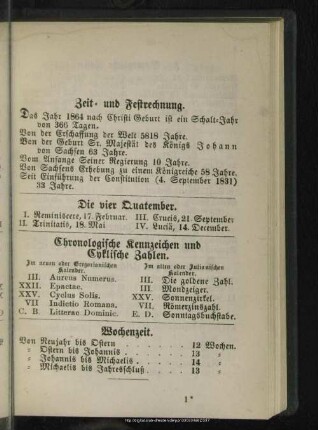 Zeit- und Festrechnung.
Das Jahr 1864 nach Christi Geburt ist ein Schalt-Jahr
von 366 Tagen.
Von der Erschaffung der Welt 5818 Jahre.
Von der Geburt Sr. Majestät des Königs Johann
von Sachsen 63 Jahre.
Vom Anfange Seiner Regierung 10 Jahre.
Von Sachsens Erhebung zu einem Königreiche 58 Jahre.
Seit Einführung der Constitution (4. September 1831)
33 Jahre.
Die vier Quatember.
I. Reminiscere, 17. Februar. III. Crucis, 21. September
II. Trinitatis, 18. Mai IV. Luciä, 14. December.
Chronologische Kennzeichen und
Cyklische Zahlen.
Im neuen oder Gregorianischen Im alten oder Julianischen
Kalender. Kalender.
III. Aureus Numerus. III. Die goldene Zahl.
XXII. Epactae. III. Mondzeiger.
XXV. Cyclus Solis. XXV. Sonnenzirkel.
VII Indictio Romana. VII. Römerzinszahl.
C. B. Litterae Dominic. E. D. Sonntagsbuchstabe.
Wochenzeit.
Von Neujahr bis Ostern . . . . . . . . 12 Wochen.
" Ostern bis Johannis . . . . . . . . 13 "
" Johannis bis Michaelis . . . . . . 14 "
" Michaelis bis Jahresschluß . . . . . 13 "
1*